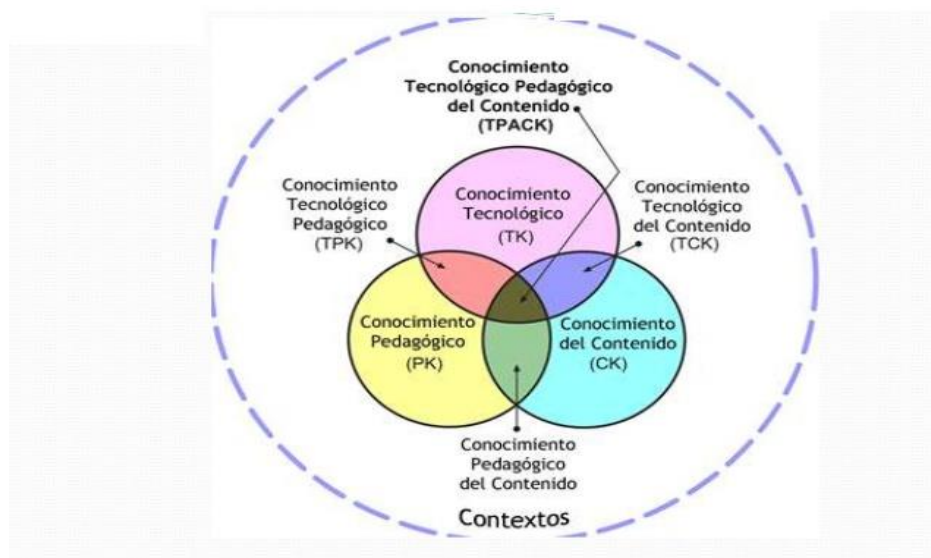 Conocimiento
Tecnológico Pedagógico
del Contenido
(TPACK)
Conocimiento
Tecnológico
Pedagógico
(TPK)
Conocimiento
Tecnológico
(TK)
Conocimiento
Tecnológico
del Contenido
(TCK)
Conocimiento
Pedagógico
(PK)
Conocimiento
del Contenido
(CK)
Conocimiento
Pedagógico
del Contenido
Contextos